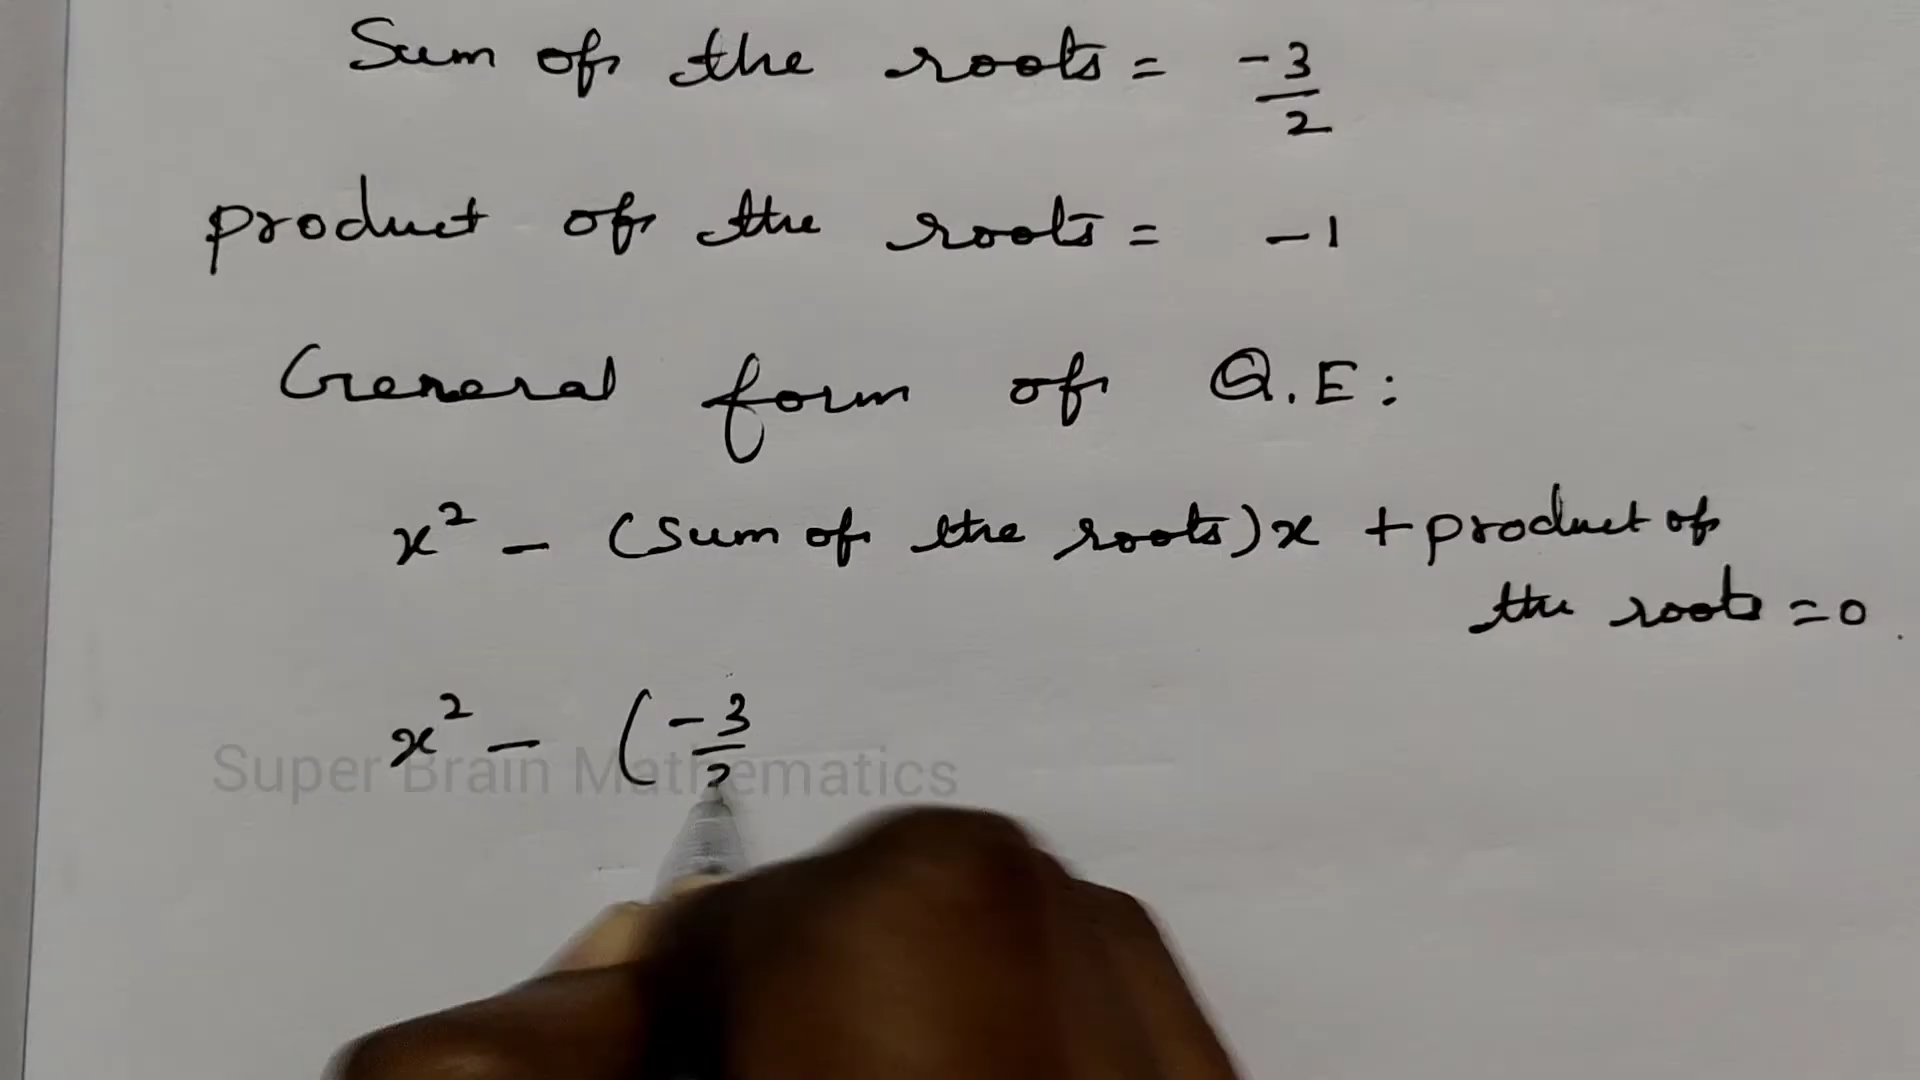 Sum of the roots = -3/2
product of the roots = -1
General form of Q.E:
x² - (sum of the roots)x + product of
the roots = 0
x² - (-3/2
Super Brain Mathematics